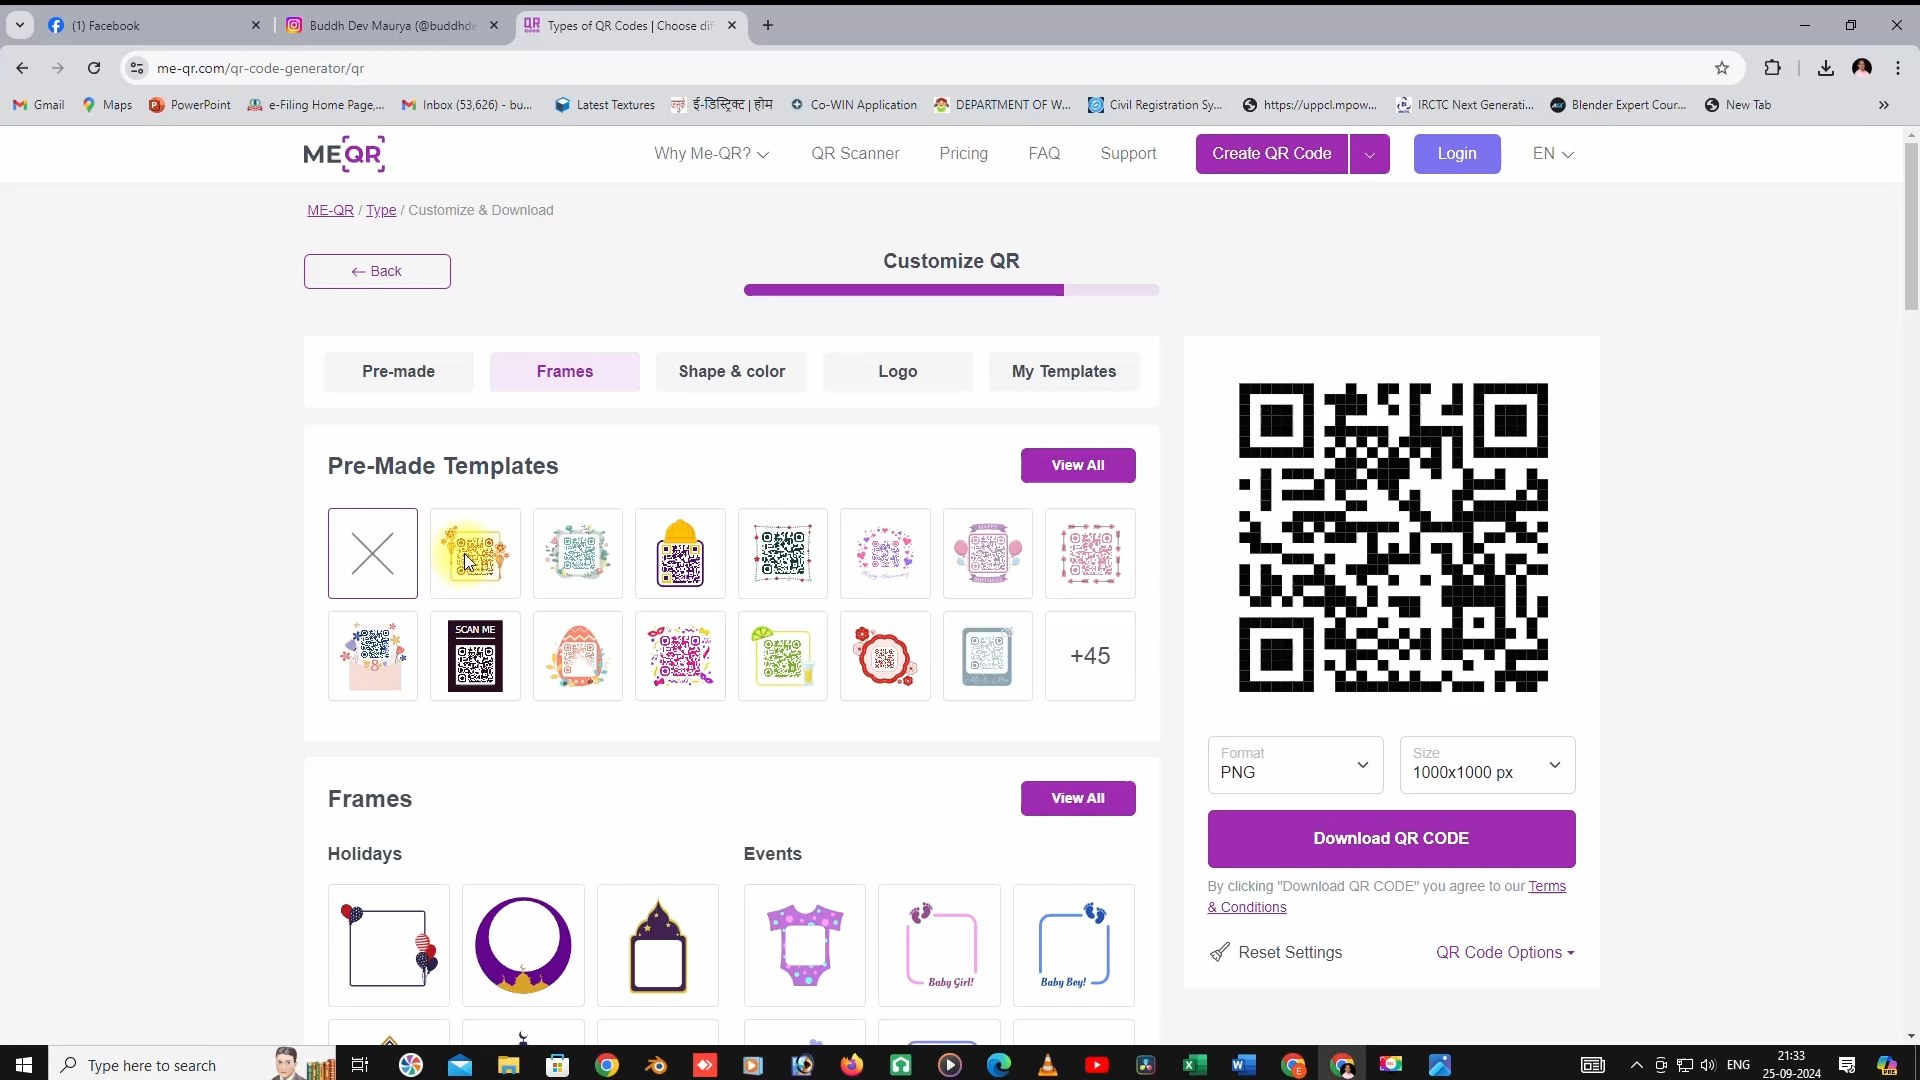 (1) Facebook
Buddh Dev Maurya (@buddhde
Types of QR Codes | Choose dif
me-qr.com/qr-code-generator/qr
Gmail
Maps
PowerPoint
e-Filing Home Page,...
Inbox (53,626) - bu...
Latest Textures
ई-डिस्ट्रिक्ट | होम
Co-WIN Application
DEPARTMENT OF W...
Civil Registration Sy...
https://uppcl.mpow...
IRCTC Next Generati...
Blender Expert Cour...
New Tab
MEQR
Why Me-QR?
QR Scanner
Pricing
FAQ
Support
Create QR Code
Login
EN
ME-QR / Type / Customize & Download
← Back
Customize QR
Pre-made
Frames
Shape & color
Logo
My Templates
Pre-Made Templates
View All
SCAN ME
+45
Format
PNG
Size
1000x1000 px
Download QR CODE
By clicking "Download QR CODE" you agree to our Terms
& Conditions
Reset Settings
QR Code Options
Frames
View All
Holidays
Events
Baby Girl!
Baby Boy!
Type here to search
ENG
21:33
25-09-2024